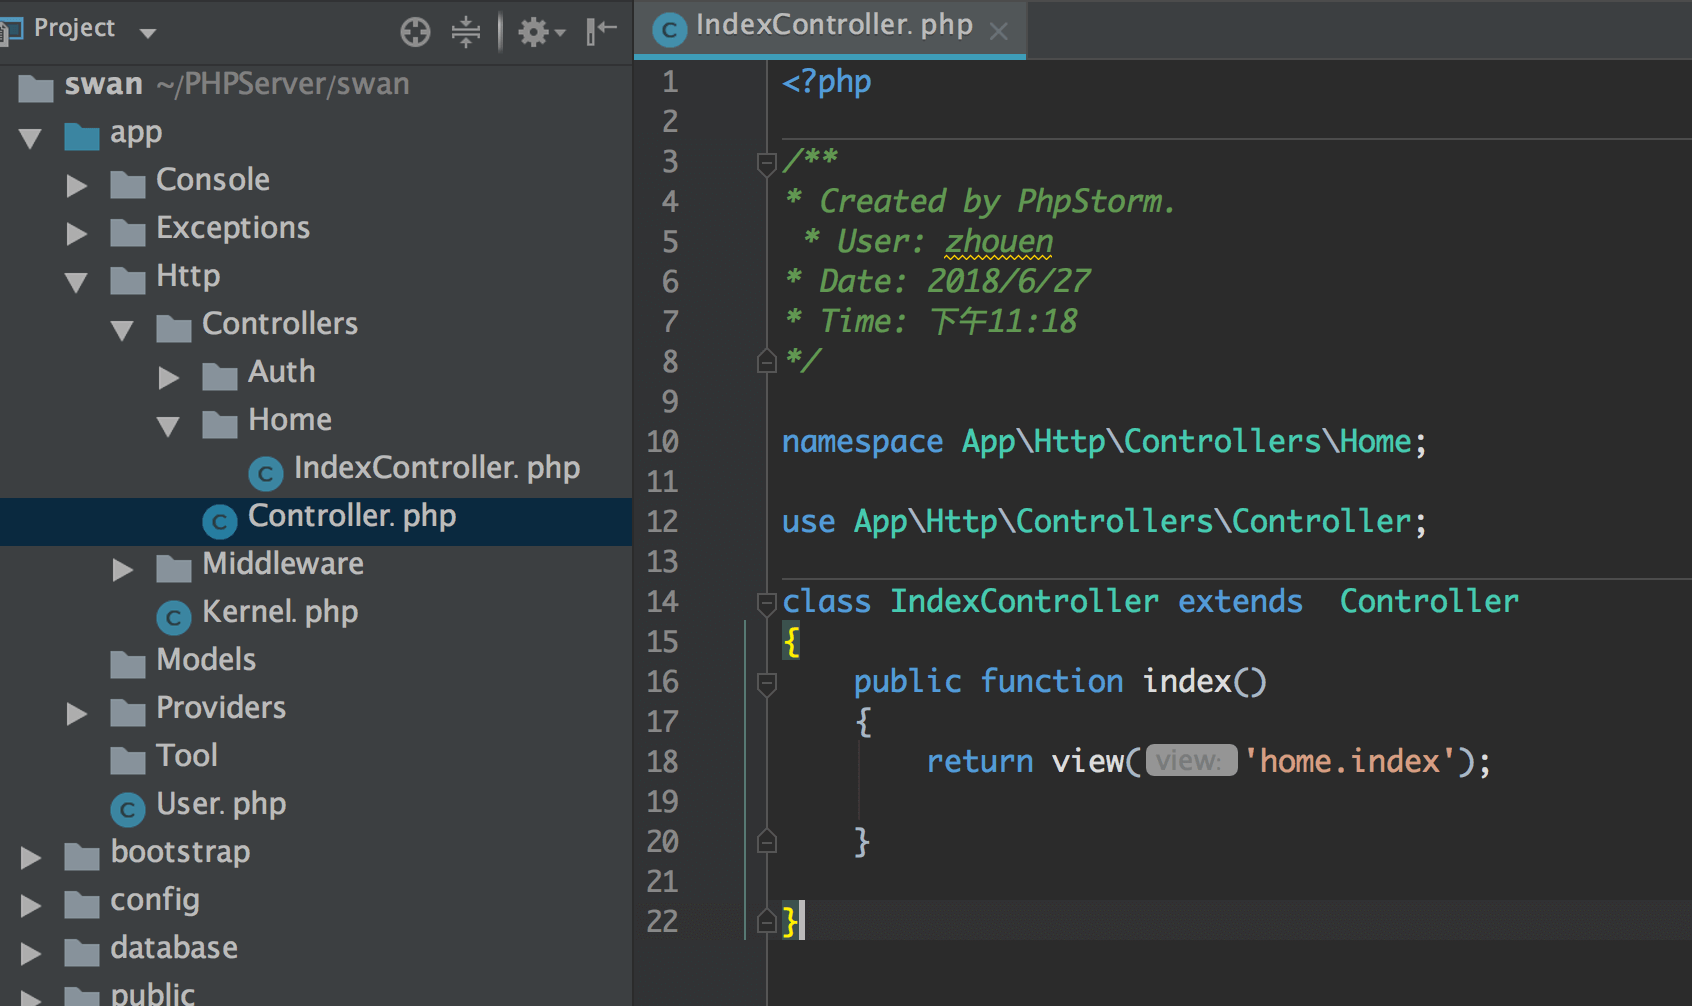 Project
swan ~/PHPServer/swan
app
Console
Exceptions
Http
Controllers
Auth
Home
IndexController.php
Controller.php
Middleware
Kernel.php
Models
Providers
Tool
User.php
bootstrap
config
database
public
IndexController.php
1 <?php
2
3 /**
4 * Created by PhpStorm.
5 * User: zhouen
6 * Date: 2018/6/27
7 * Time: 下午11:18
8 */
9
10 namespace App\Http\Controllers\Home;
11
12 use App\Http\Controllers\Controller;
13
14 class IndexController extends  Controller
15 {
16     public function index()
17     {
18         return view( view: 'home.index');
19
20     }
21
22 }